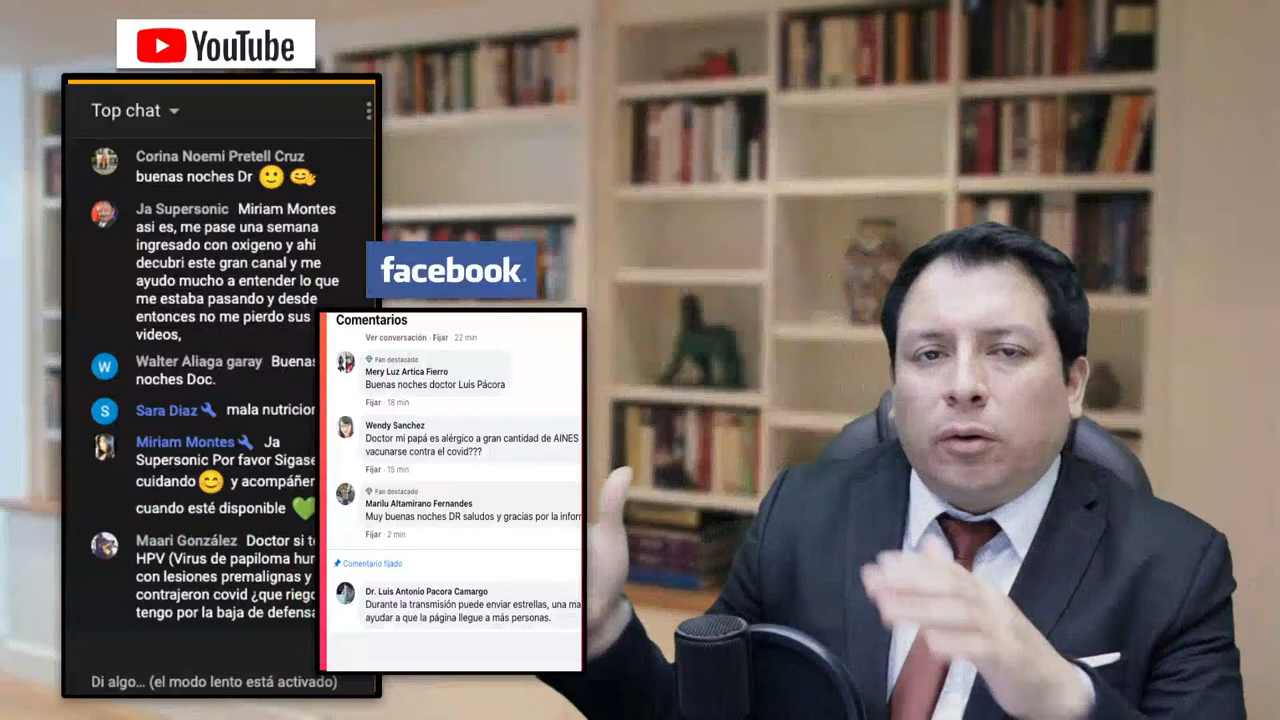 YouTube
Top chat
Corina Noemi Pretell Cruz
buenas noches Dr
Ja Supersonic Miriam Montes
asi es, me pase una semana
ingresado con oxigeno y ahi
decubri este gran canal y me
ayudo mucho a entender lo que
me estaba pasando y desde
entonces no me pierdo sus
videos,
Walter Aliaga garay Buenas
noches Doc.
Sara Diaz mala nutricion
Miriam Montes Ja
Supersonic Por favor Sigase
cuidando y acompáñen
cuando esté disponible
Maari González Doctor si
HPV (Virus de papiloma
con lesiones premalignas y
contrajeron covid ¿que riego
tengo por la baja de defensa
Di algo... (el modo lento está activado)
facebook
Comentarios
Ver conversación · Fijar · 22 min
Fan destacado
Mery Luz Artica Fierro
Buenas noches doctor Luis Pácora
Fijar · 18 min
Wendy Sanchez
Doctor mi papá es alérgico a gran cantidad de AINES
vacunarse contra el covid???
Fijar · 15 min
Fan destacado
Marilu Altamirano Fernandes
Muy buenas noches DR saludos y gracias por la infor
Fijar · 2 min
Comentario fijado
Dr. Luis Antonio Pacora Camargo
Durante la transmisión puede enviar estrellas, una ma
ayudar a que la página llegue a más personas.